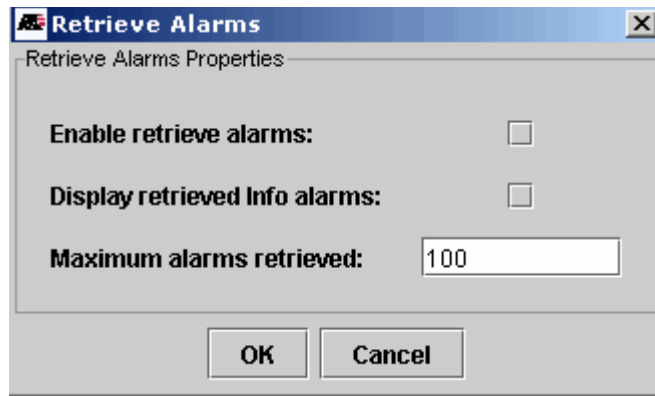 Retrieve Alarms
Retrieve Alarms Properties
Enable retrieve alarms:
Display retrieved Info alarms:
Maximum alarms retrieved: 100
OK Cancel